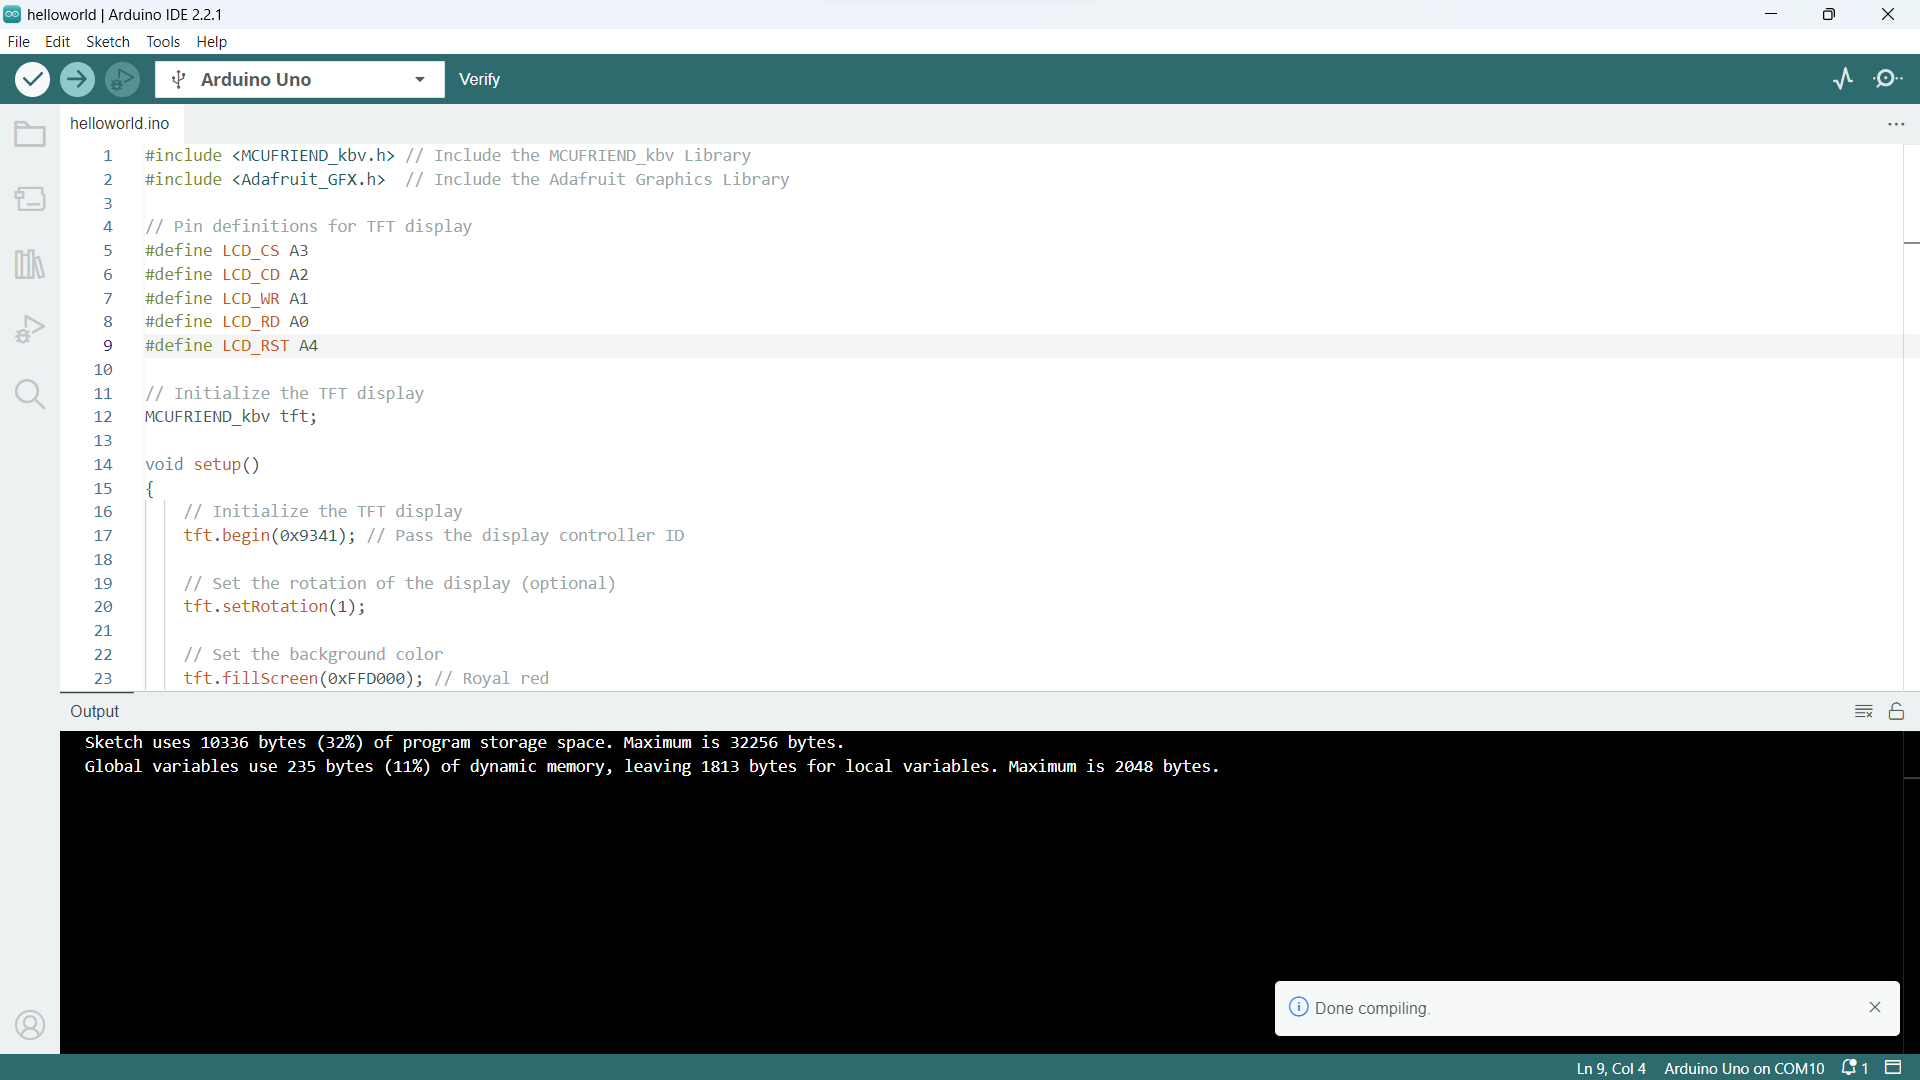 helloworld | Arduino IDE 2.2.1
File Edit Sketch Tools Help
Arduino Uno
Verify
helloworld.ino
1 #include <MCUFRIEND_kbv.h> // Include the MCUFRIEND_kbv Library
2 #include <Adafruit_GFX.h>  // Include the Adafruit Graphics Library
3
4 // Pin definitions for TFT display
5 #define LCD_CS A3
6 #define LCD_CD A2
7 #define LCD_WR A1
8 #define LCD_RD A0
9 #define LCD_RST A4
10
11 // Initialize the TFT display
12 MCUFRIEND_kbv tft;
13
14 void setup()
15 {
16     // Initialize the TFT display
17     tft.begin(0x9341); // Pass the display controller ID
18
19     // Set the rotation of the display (optional)
20     tft.setRotation(1);
21
22     // Set the background color
23     tft.fillScreen(0xFFD000); // Royal red
Output
Sketch uses 10336 bytes (32%) of program storage space. Maximum is 32256 bytes.
Global variables use 235 bytes (11%) of dynamic memory, leaving 1813 bytes for local variables. Maximum is 2048 bytes.
Done compiling.
Ln 9, Col 4 Arduino Uno on COM10 1